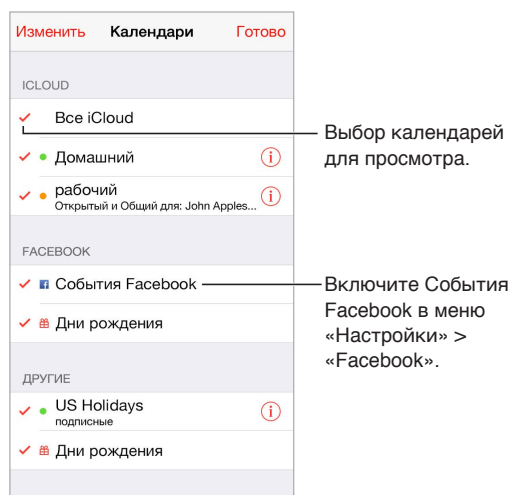 Изменить Календари Готово
ICLOUD
Все iCloud
Домашний
рабочий
Открытый и Общий для: John Apples...
FACEBOOK
События Facebook
Дни рождения
ДРУГИЕ
US Holidays
подписные
Дни рождения
Выбор календарей
для просмотра.
Включите События
Facebook в меню
«Настройки» >
«Facebook».